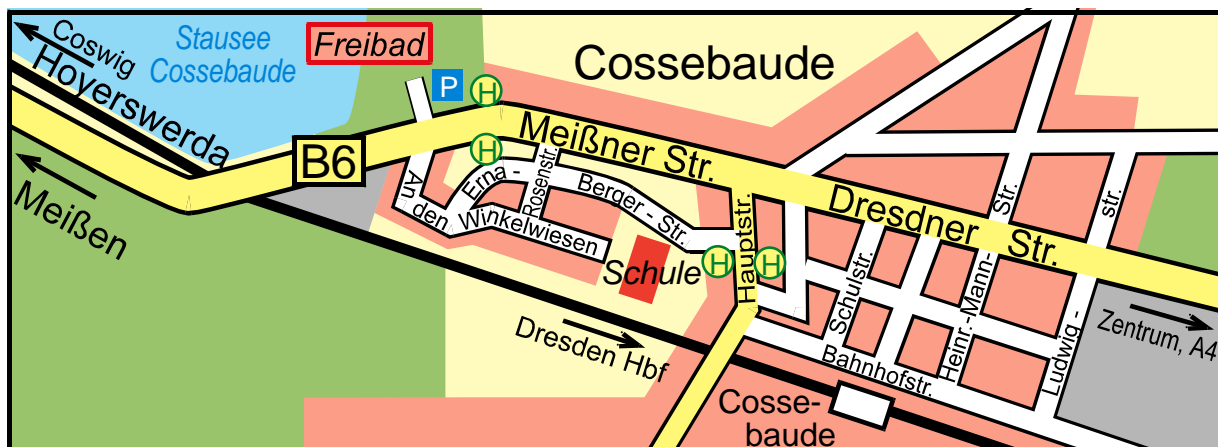 Coswig
Hoyerswerda
Stausee
Cossebaude
Freibad
P
H
Cossebaude
B6
Meißner Str.
Dresdner Str.
H
Meißen
An den Winkelwiesen
Erna-Berger-Str.
Rosenstr.
Schule
H
H
Hauptstr.
Schulstr.
Heinr.-Mann-Str.
Ludwig-str.
Bahnhofstr.
Zentrum, A4
Dresden Hbf
Cosse-
baude